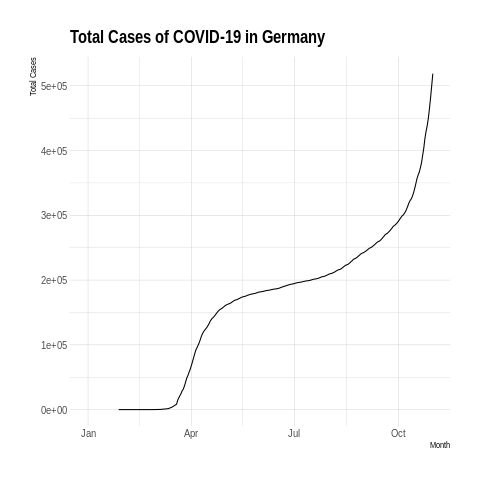 Total Cases of COVID-19 in Germany
Total Cases
5e+05
4e+05
3e+05
2e+05
1e+05
0e+00
Jan Apr Jul Oct
Month